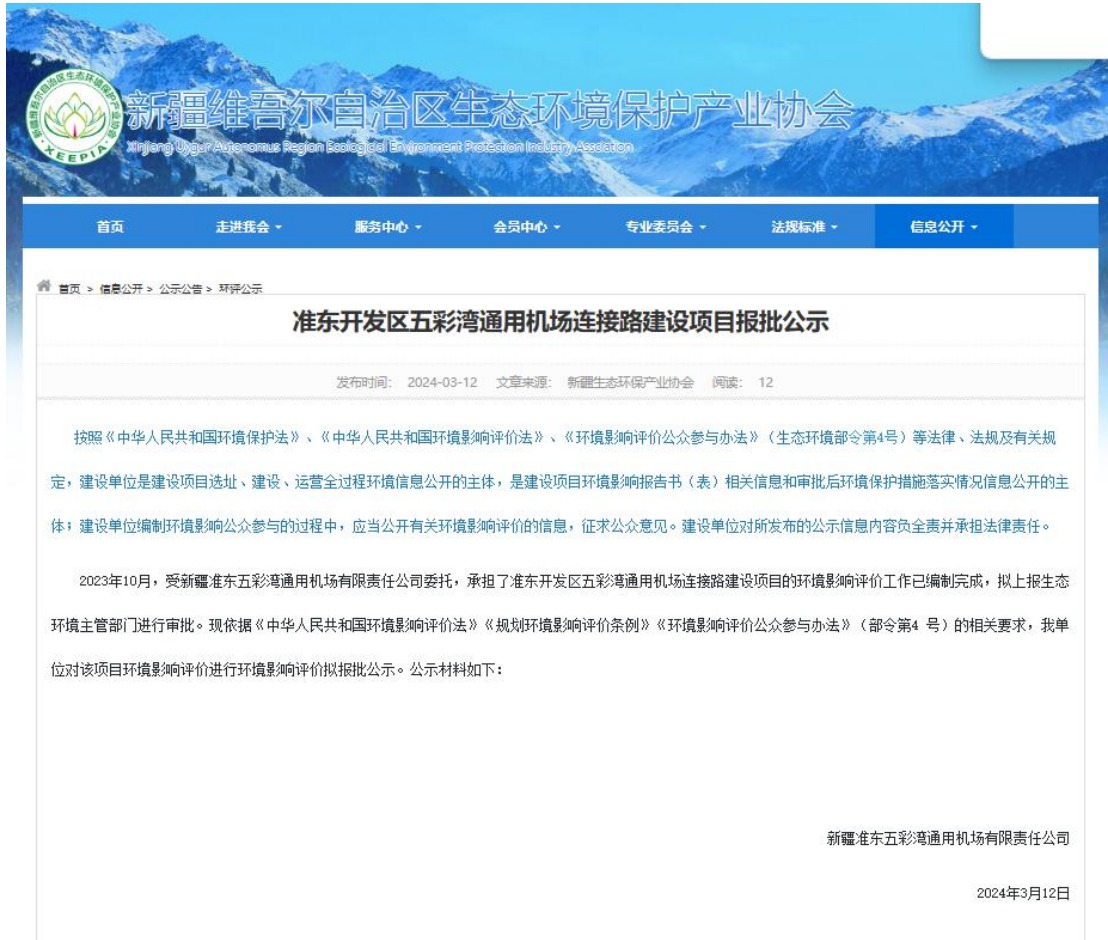 新疆维吾尔自治区生态环境保护产业协会
XEEPIA
首页 走进我会 服务中心 会员中心 专业委员会 法规标准 信息公开
首页 > 信息公开 > 公示公告 > 环评公示
准东开发区五彩湾通用机场连接路建设项目报批公示
发布时间: 2024-03-12 文章来源: 新疆生态环保产业协会 阅读: 12
按照《中华人民共和国环境保护法》、《中华人民共和国环境影响评价法》、《环境影响评价公众参与办法》(生态环境部令第4号)等法律、法规及有关规
定,建设单位是建设项目选址、建设、运营全过程环境信息公开的主体,是建设项目环境影响报告书(表)相关信息和审批后环境保护措施落实情况信息公开的主
体;建设单位编制环境影响公众参与的过程中,应当公开有关环境影响评价的信息,征求公众意见。建设单位对所发布的公示信息内容负全责并承担法律责任。
2023年10月,受新疆准东五彩湾通用机场有限责任公司委托,承担了准东开发区五彩湾通用机场连接路建设项目的环境影响评价工作已编制完成,拟上报生态
环境主管部门进行审批。现依据《中华人民共和国环境影响评价法》《规划环境影响评价条例》《环境影响评价公众参与办法》(部令第4 号)的相关要求,我单
位对该项目环境影响评价进行环境影响评价拟报批公示。公示材料如下:
新疆准东五彩湾通用机场有限责任公司
2024年3月12日